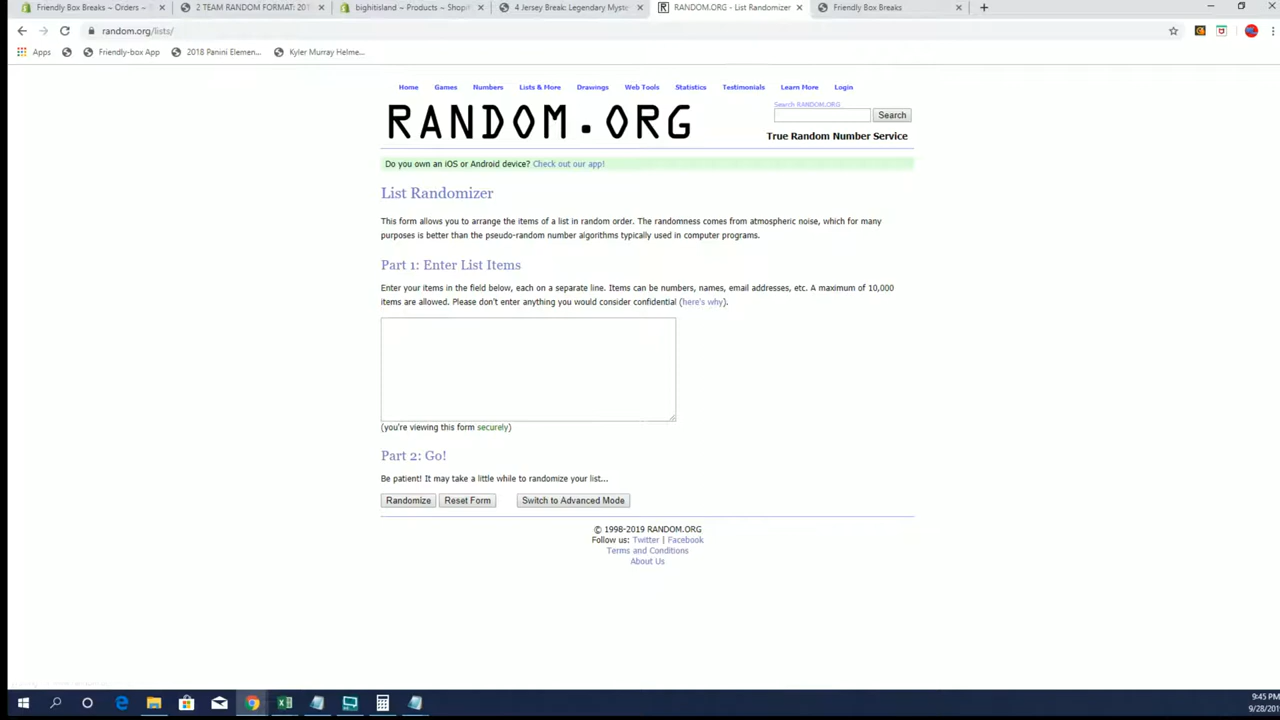 Friendly Box Breaks ~ Orders ~
2 TEAM RANDOM FORMAT: 201
bighitisland ~ Products ~ Shopif
4 Jersey Break: Legendary Myste
RANDOM.ORG - List Randomizer
Friendly Box Breaks
random.org/lists/
Apps
Friendly-box App
2018 Panini Elemen...
Kyler Murray Helme...
Home Games Numbers Lists & More Drawings Web Tools Statistics Testimonials Learn More Login
RANDOM.ORG
Search RANDOM.ORG
Search
True Random Number Service
Do you own an iOS or Android device? Check out our app!
List Randomizer
This form allows you to arrange the items of a list in random order. The randomness comes from atmospheric noise, which for many
purposes is better than the pseudo-random number algorithms typically used in computer programs.
Part 1: Enter List Items
Enter your items in the field below, each on a separate line. Items can be numbers, names, email addresses, etc. A maximum of 10,000
items are allowed. Please don't enter anything you would consider confidential (here's why).
(you're viewing this form securely)
Part 2: Go!
Be patient! It may take a little while to randomize your list...
Randomize Reset Form Switch to Advanced Mode
© 1998-2019 RANDOM.ORG
Follow us: Twitter | Facebook
Terms and Conditions
About Us
9:45 PM
9/28/201